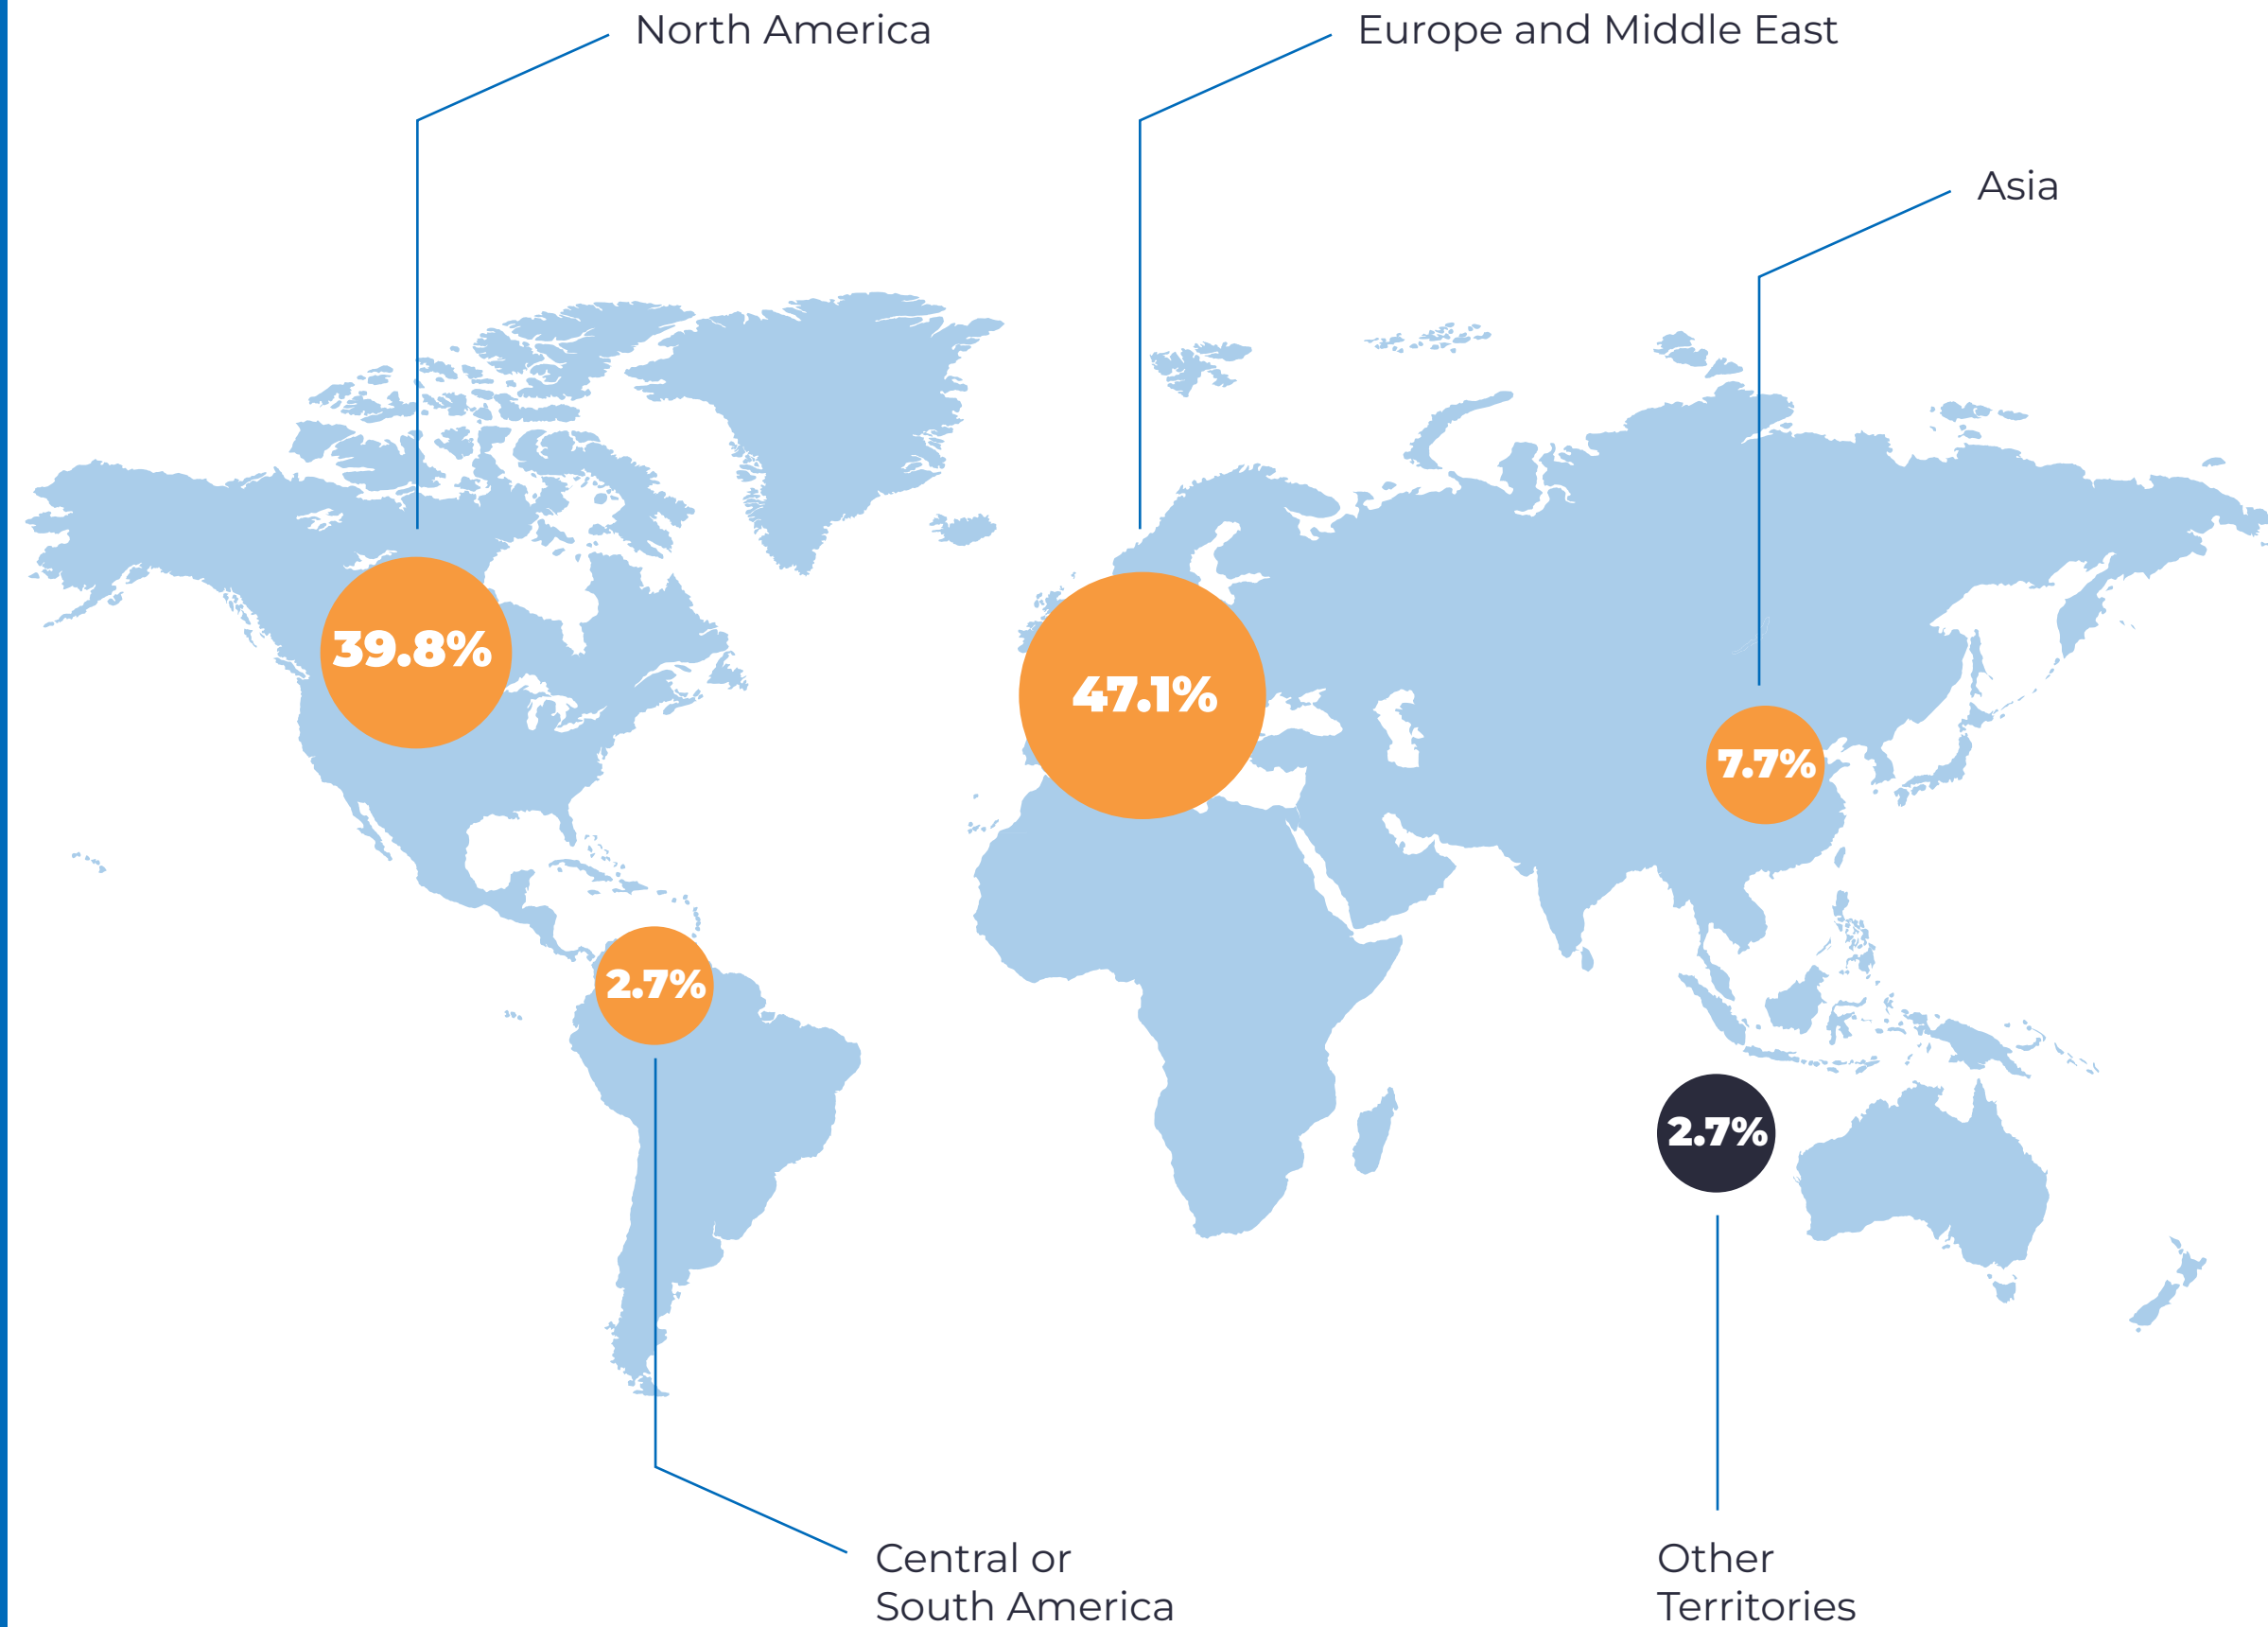 North America
Europe and Middle East
Asia
39.8%
47.1%
7.7%
2.7%
2.7%
Central or
South America
Other
Territories